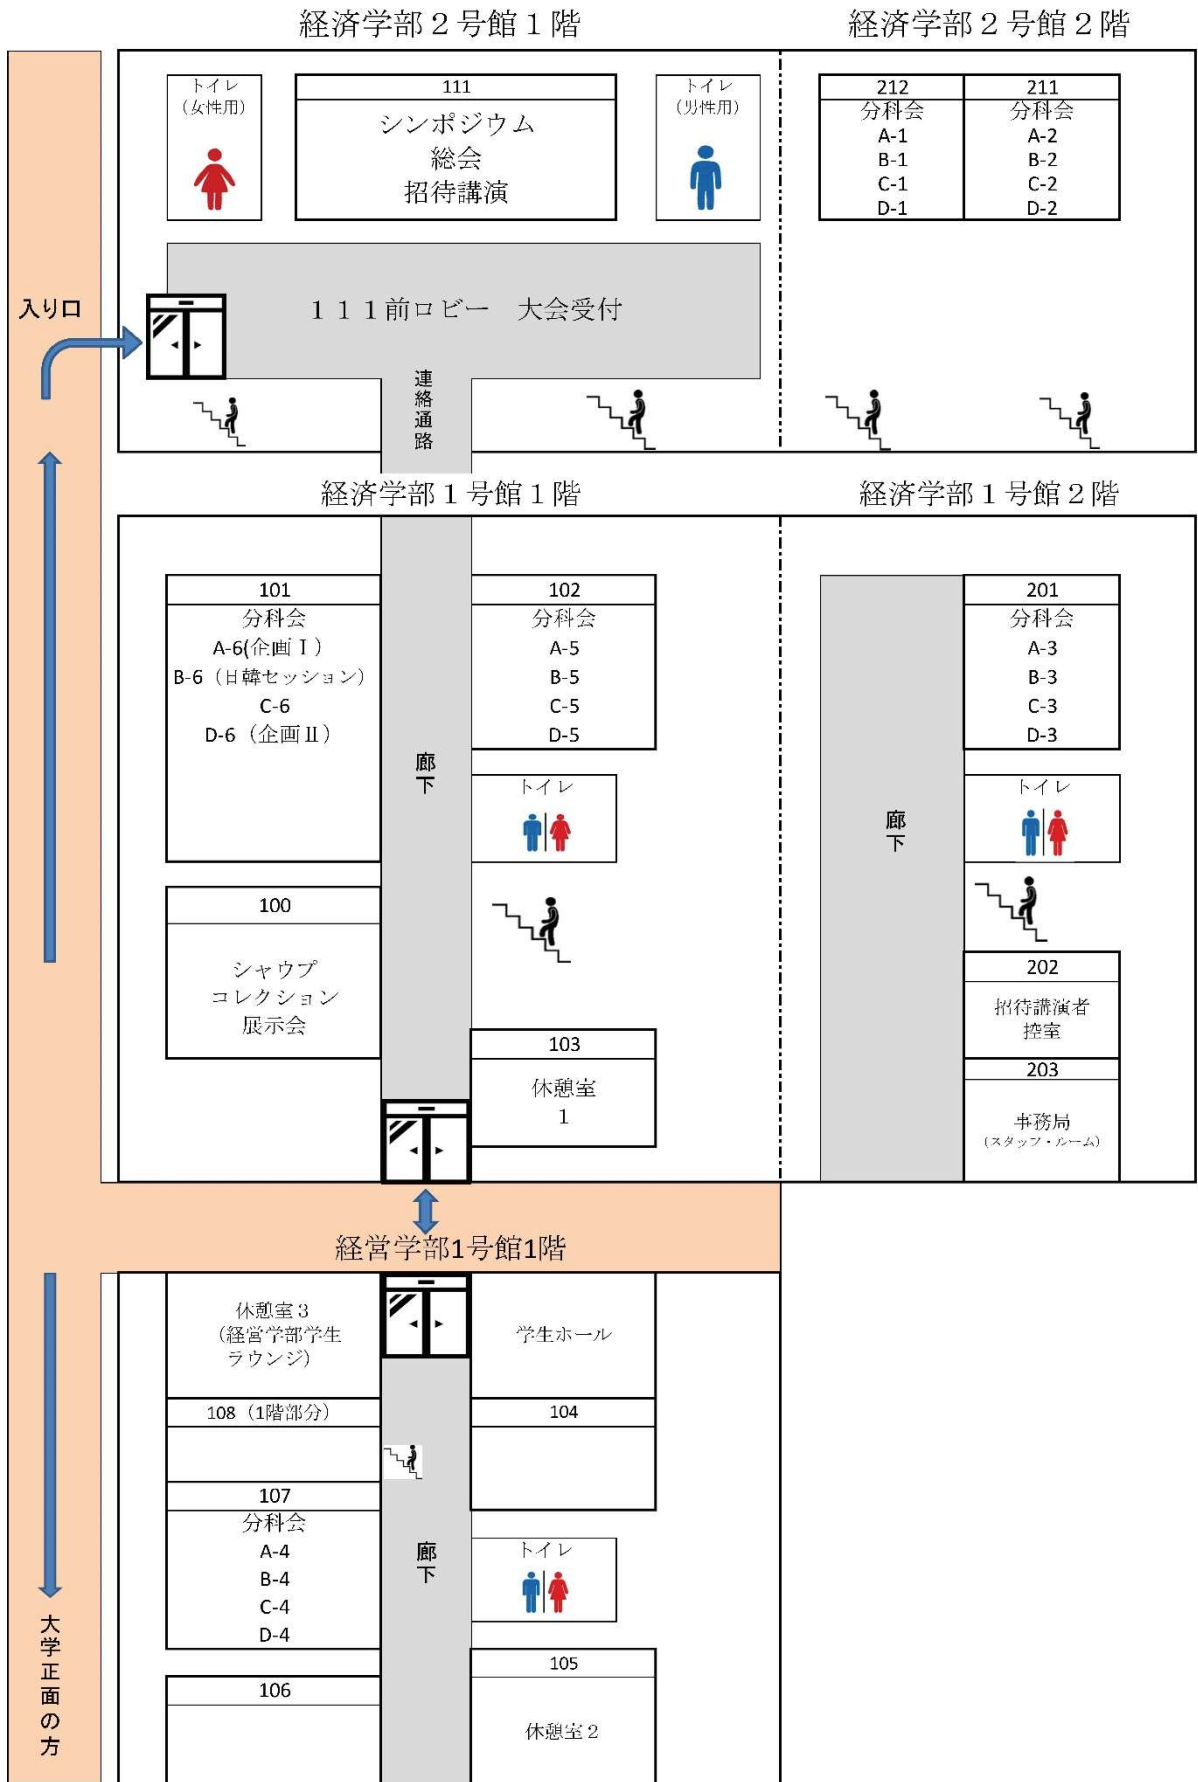 経済学部２号館１階
経済学部２号館２階
トイレ
（女性用）
111
シンポジウム
総会
招待講演
トイレ
（男性用）
212
分科会
A-1
B-1
C-1
D-1
211
分科会
A-2
B-2
C-2
D-2
入り口
１１１前ロビー　大会受付
連絡通路
経済学部１号館１階
経済学部１号館２階
101
分科会
A-6(企画Ⅰ）
B-6（日韓セッション）
C-6
D-6（企画Ⅱ）
102
分科会
A-5
B-5
C-5
D-5
201
分科会
A-3
B-3
C-3
D-3
廊下
トイレ
廊下
トイレ
100
シャウプ
コレクション
展示会
103
休憩室
1
202
招待講演者
控室
203
事務局
（スタッフ・ルーム）
経営学部1号館1階
休憩室３
（経営学部学生
ラウンジ）
学生ホール
108（1階部分）
104
107
分科会
A-4
B-4
C-4
D-4
廊下
トイレ
106
105
休憩室２
大学正面の方